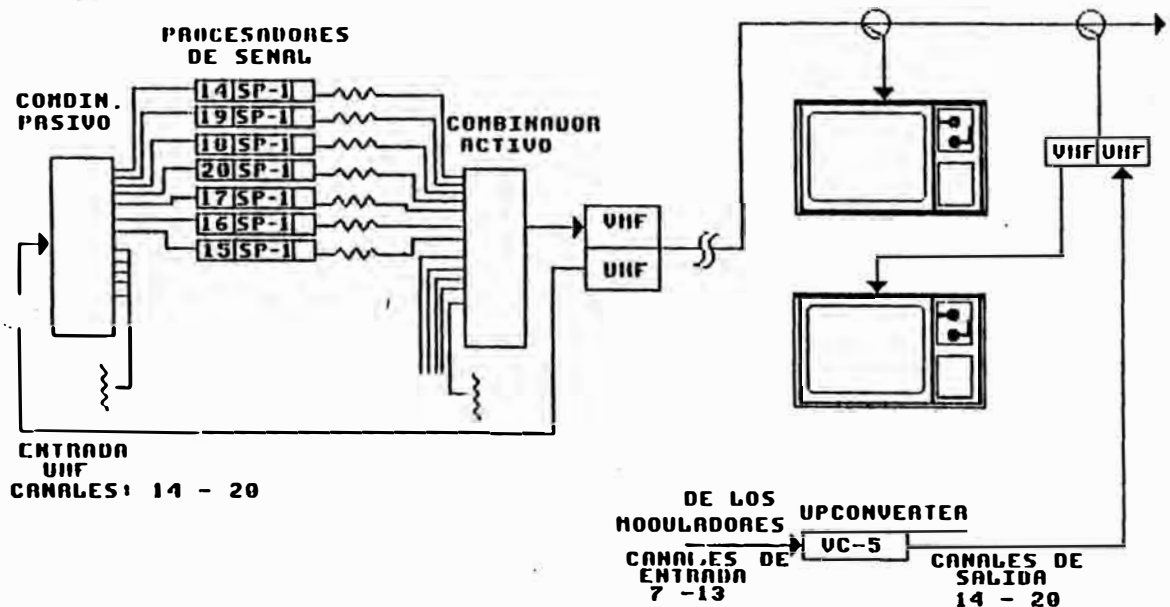 PROCESADORES
DE SENAL
COMBIN.
PASIVO
14 SP-1
19 SP-1
18 SP-1
20 SP-1
17 SP-1
16 SP-1
15 SP-1
COMBINADOR
ACTIVO
VHF
UHF
VHF UHF
ENTRADA
UHF
CANALES: 14 - 20
DE LOS
MODULADORES
UPCONVERTER
VC-5
CANALES DE
ENTRADA
7 -13
CANALES DE
SALIDA
14 - 20